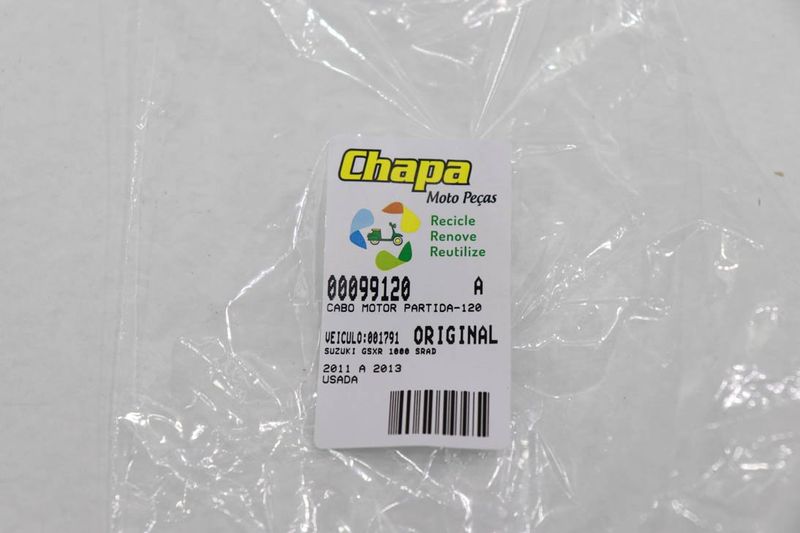 Chapa
Moto Peças
Recicle
Renove
Reutilize
00099120 A
CABO MOTOR PARTIDA-120
VEICULO:001791 ORIGINAL
SUZUKI GSXR 1000 SRAD
2011 A 2013
USADA